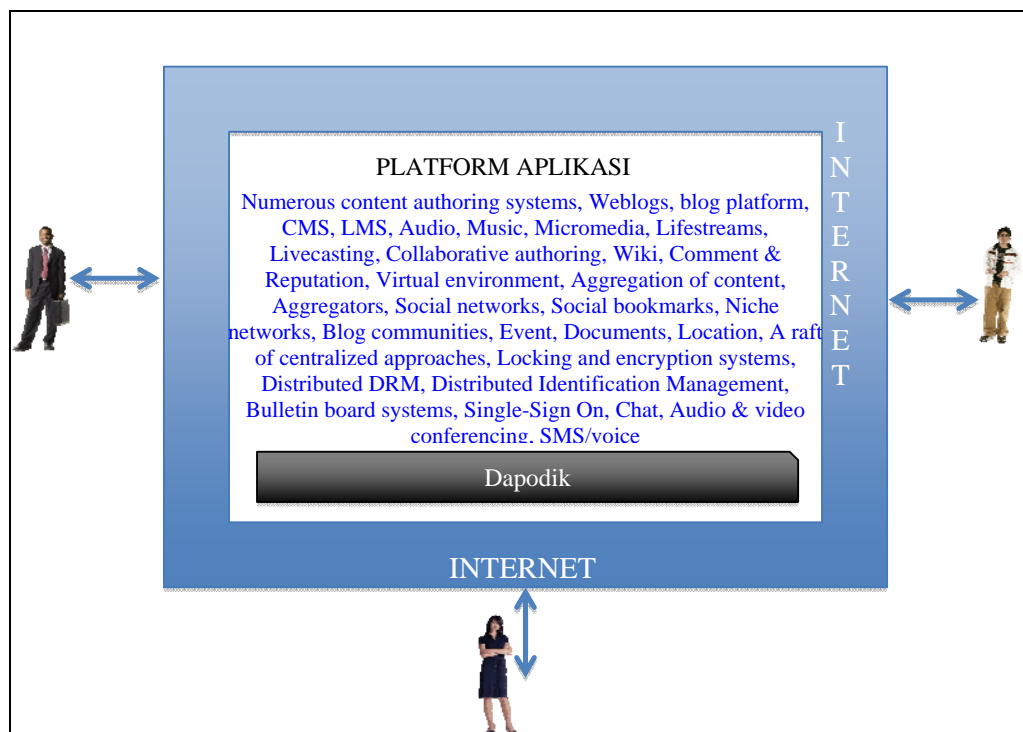 PLATFORM APLIKASI
Numerous content authoring systems, Weblogs, blog platform,
CMS, LMS, Audio, Music, Micromedia, Lifestreams,
Livecasting, Collaborative authoring, Wiki, Comment &
Reputation, Virtual environment, Aggregation of content,
Aggregators, Social networks, Social bookmarks, Niche
networks, Blog communities, Event, Documents, Location, A raft
of centralized approaches, Locking and encryption systems,
Distributed DRM, Distributed Identification Management,
Bulletin board systems, Single-Sign On, Chat, Audio & video
conferencing, SMS/voice
Dapodik
INTERNET
INTERNET